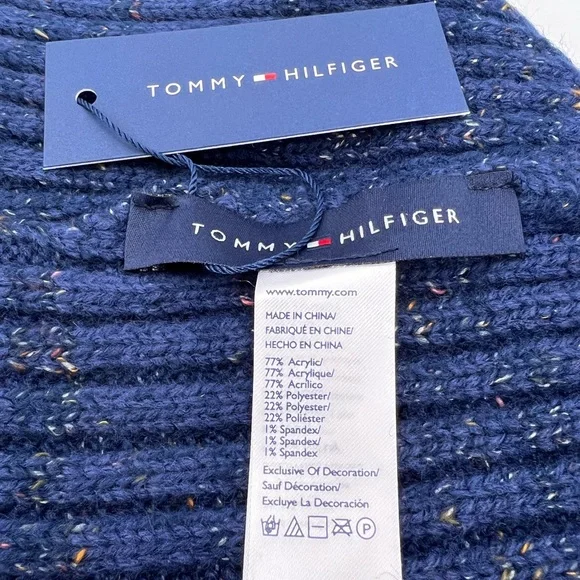 TOMMY HILFIGER
TOMMY HILFIGER
www.tommy.com
MADE IN CHINA/
FABRIQUÉ EN CHINE/
HECHO EN CHINA
77% Acrylic/
77% Acrylique/
77% Acrílico
22% Polyester/
22% Polyester/
22% Poliéster
1% Spandex/
1% Spandex/
1% Spandex
Exclusive Of Decoration/
Sauf Décoration/
Excluye La Decoración
P